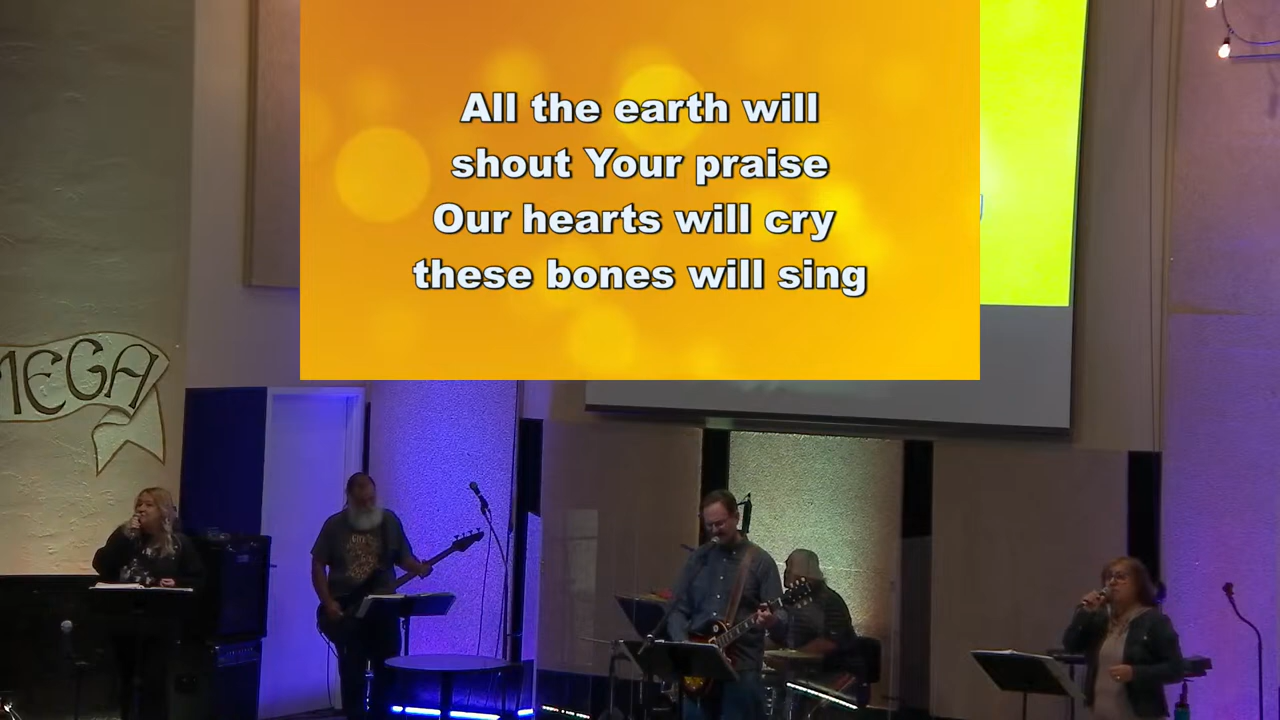 All the earth will
shout Your praise
Our hearts will cry
these bones will sing
MEGA